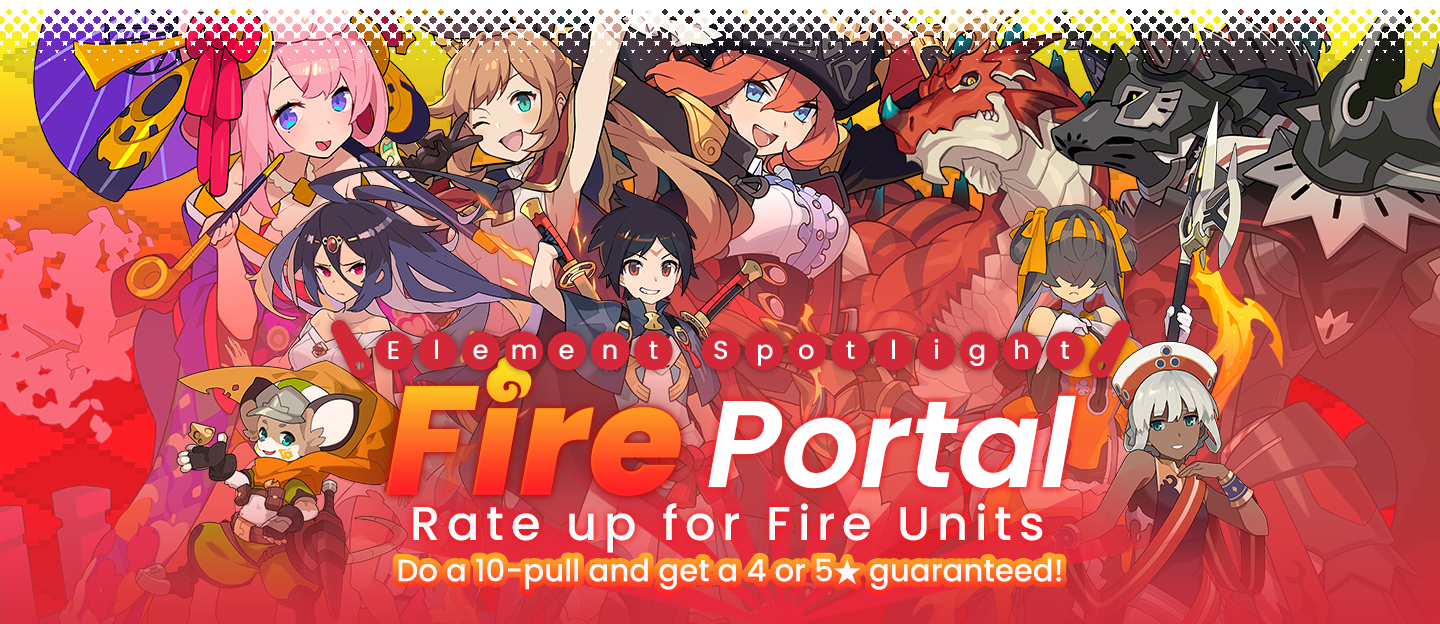 Element Spotlight
Fire Portal
Rate up for Fire Units
Do a 10-pull and get a 4 or 5★ guaranteed!